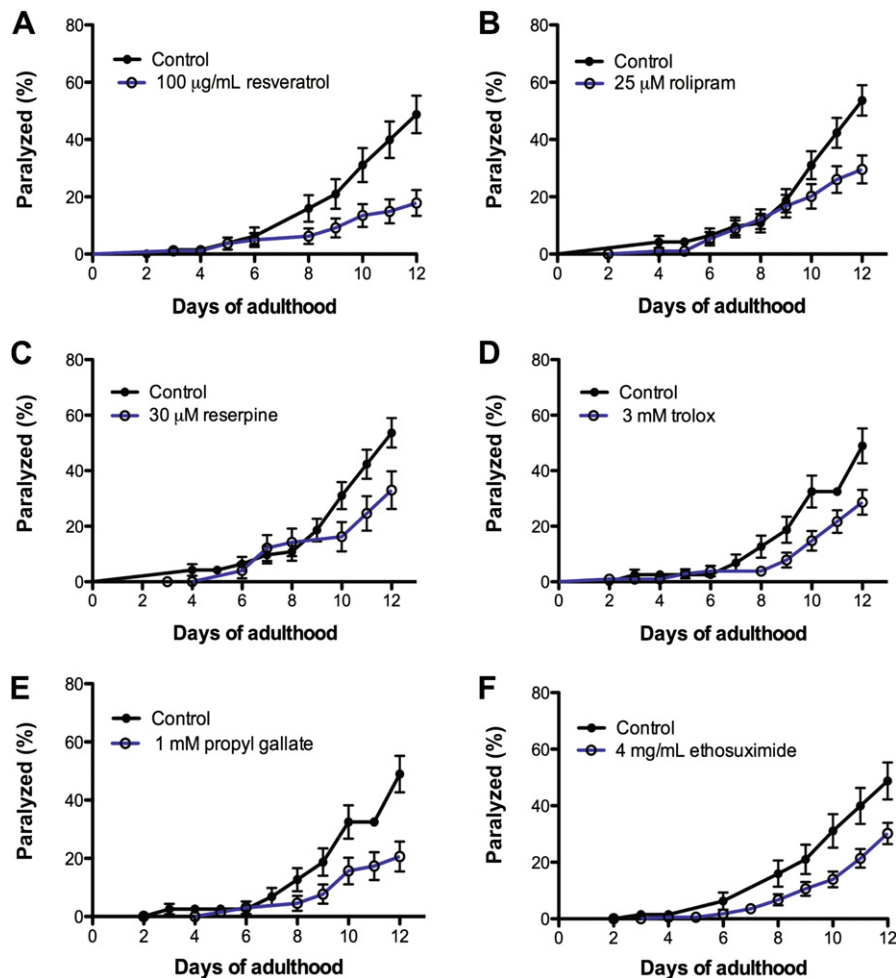 A
80
60
40
20
0
Paralyzed (%)
Control
100 µg/mL resveratrol
0 2 4 6 8 10 12
Days of adulthood
B
80
60
40
20
0
Paralyzed (%)
Control
25 µM rolipram
0 2 4 6 8 10 12
Days of adulthood
C
80
60
40
20
0
Paralyzed (%)
Control
30 µM reserpine
0 2 4 6 8 10 12
Days of adulthood
D
80
60
40
20
0
Paralyzed (%)
Control
3 mM trolox
0 2 4 6 8 10 12
Days of adulthood
E
80
60
40
20
0
Paralyzed (%)
Control
1 mM propyl gallate
0 2 4 6 8 10 12
Days of adulthood
F
80
60
40
20
0
Paralyzed (%)
Control
4 mg/mL ethosuximide
0 2 4 6 8 10 12
Days of adulthood